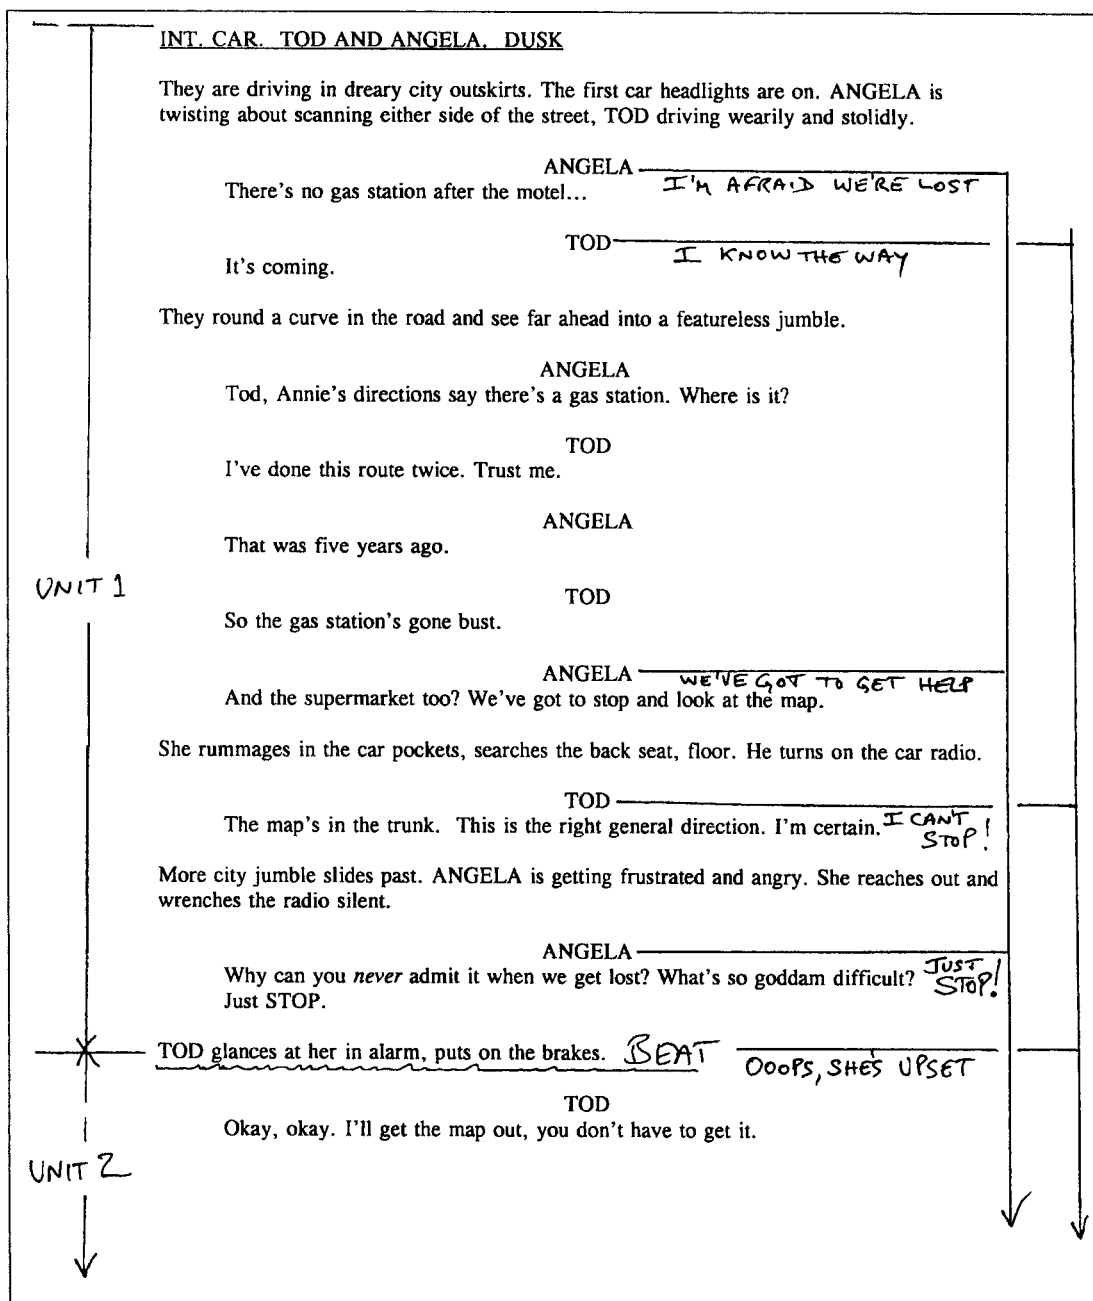 INT. CAR. TOD AND ANGELA. DUSK
They are driving in dreary city outskirts. The first car headlights are on. ANGELA is
twisting about scanning either side of the street, TOD driving wearily and stolidly.
ANGELA
I'M AFRAID WE'RE LOST
There's no gas station after the motel...
TOD
I KNOW THE WAY
It's coming.
They round a curve in the road and see far ahead into a featureless jumble.
ANGELA
Tod, Annie's directions say there's a gas station. Where is it?
TOD
I've done this route twice. Trust me.
ANGELA
That was five years ago.
UNIT 1
TOD
So the gas station's gone bust.
ANGELA
WE'VE GOT TO GET HELP
And the supermarket too? We've got to stop and look at the map.
She rummages in the car pockets, searches the back seat, floor. He turns on the car radio.
TOD
The map's in the trunk. This is the right general direction. I'm certain.
I CAN'T
STOP!
More city jumble slides past. ANGELA is getting frustrated and angry. She reaches out and
wrenches the radio silent.
ANGELA
Why can you never admit it when we get lost? What's so goddam difficult?
JUST
STOP!
Just STOP.
TOD glances at her in alarm, puts on the brakes. BEAT
OOOPS, SHE'S UPSET
TOD
Okay, okay. I'll get the map out, you don't have to get it.
UNIT 2